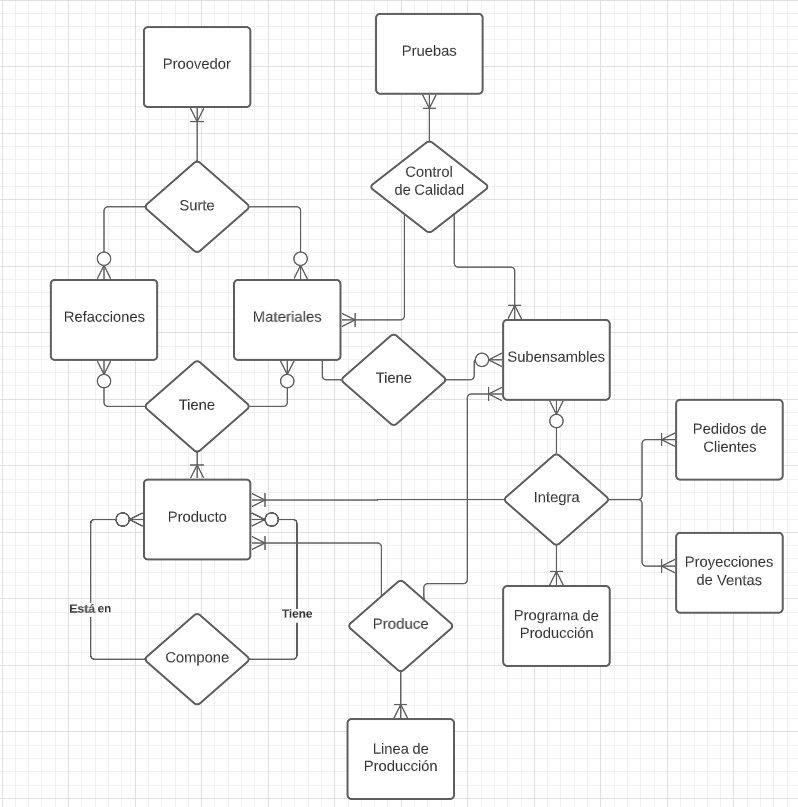 Proovedor
Pruebas
Control
de Calidad
Surte
Refacciones
Materiales
Subensambles
Tiene
Tiene
Pedidos de
Clientes
Integra
Producto
Proyecciones
de Ventas
Está en
Tiene
Programa de
Producción
Produce
Compone
Linea de
Producción